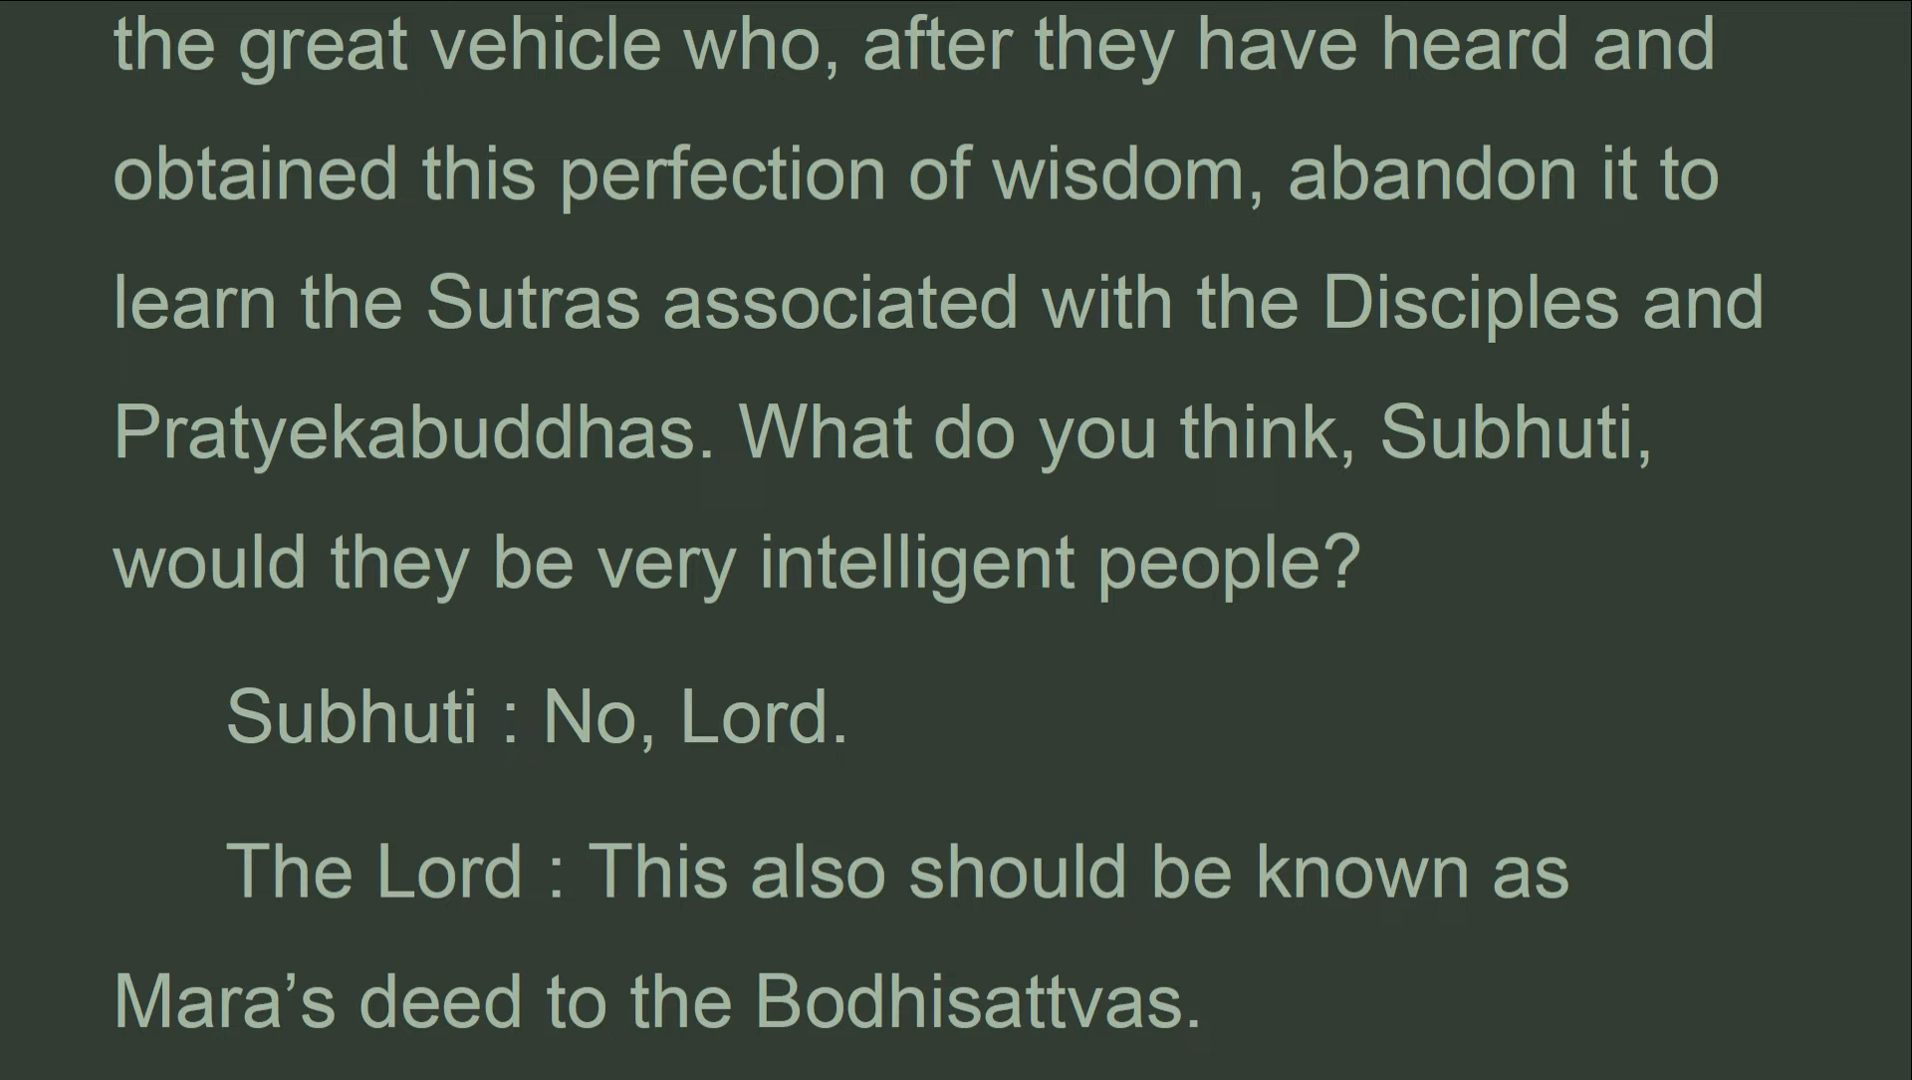 the great vehicle who, after they have heard and
obtained this perfection of wisdom, abandon it to
learn the Sutras associated with the Disciples and
Pratyekabuddhas. What do you think, Subhuti,
would they be very intelligent people?
Subhuti : No, Lord.
The Lord : This also should be known as
Mara’s deed to the Bodhisattvas.